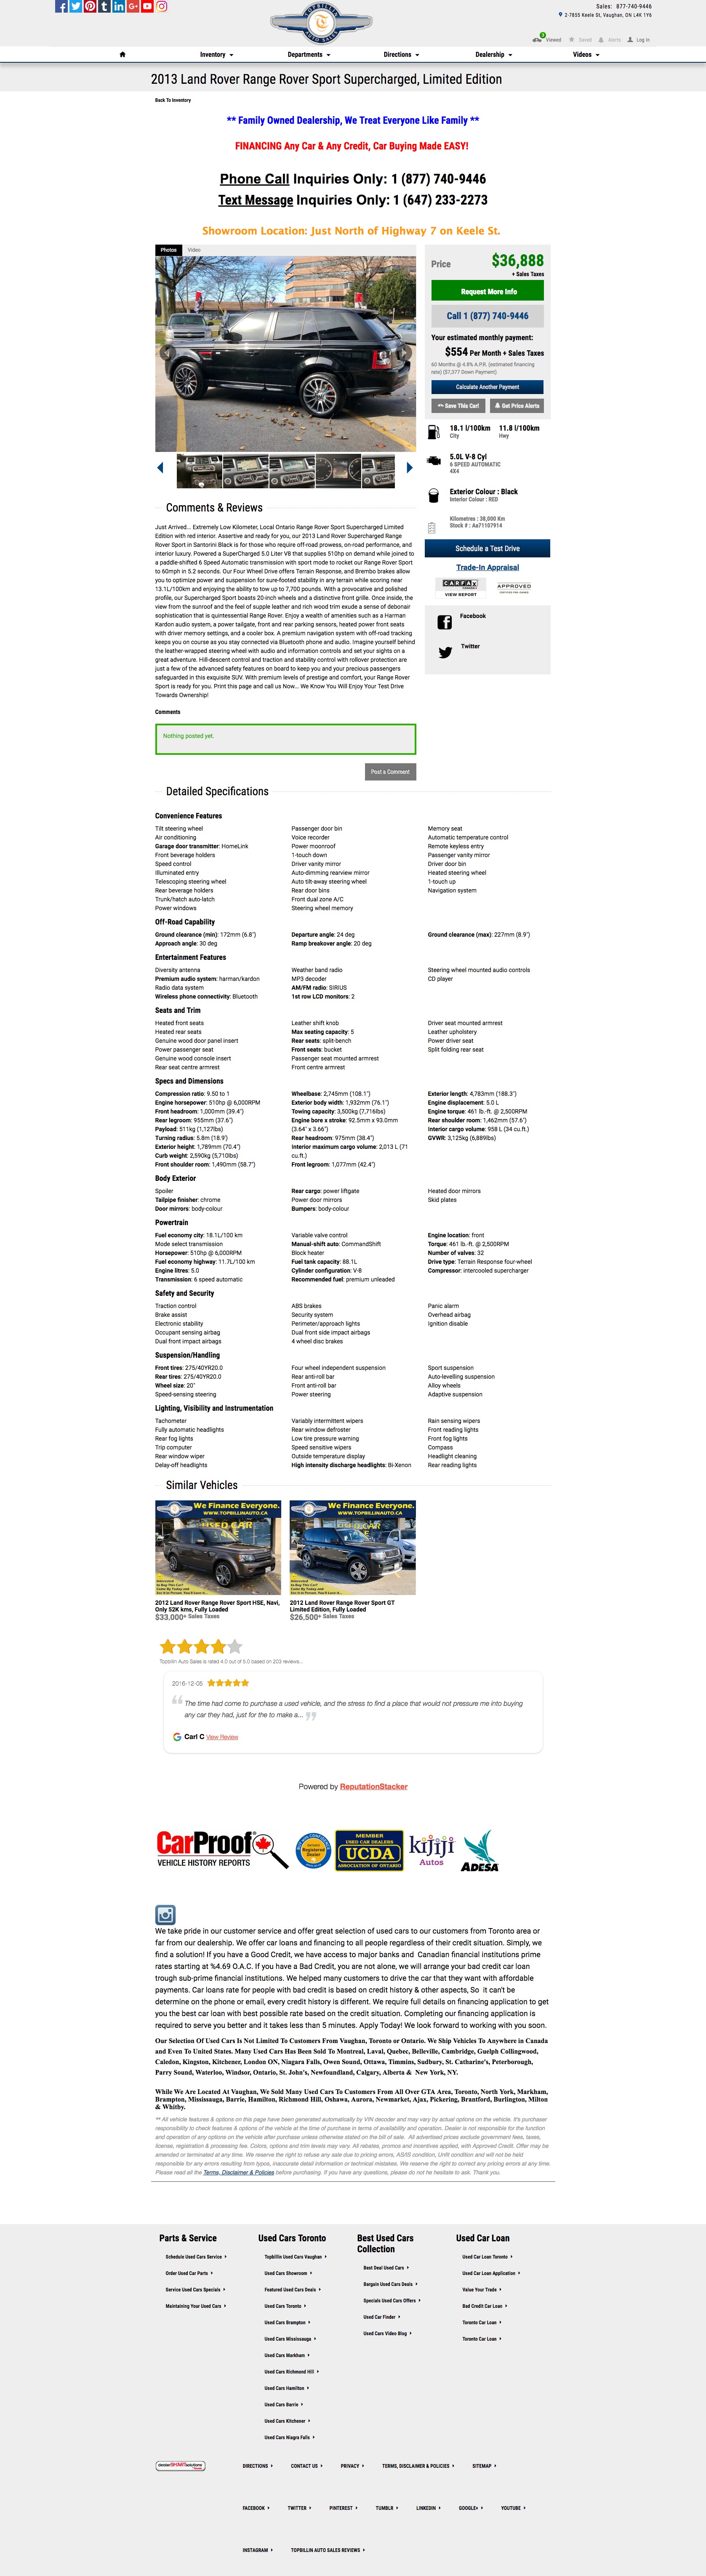 Sales: 877-740-9446
2-7855 Keele St, Vaughan, ON L4K 1Y6
TOPBILLIN
AUTO SALES
Viewed Saved Alerts Log In
Inventory Departments Directions Dealership Videos
2013 Land Rover Range Rover Sport Supercharged, Limited Edition
Back To Inventory
** Family Owned Dealership, We Treat Everyone Like Family **
FINANCING Any Car & Any Credit, Car Buying Made EASY!
Phone Call Inquiries Only: 1 (877) 740-9446
Text Message Inquiries Only: 1 (647) 233-2273
Showroom Location: Just North of Highway 7 on Keele St.
Photos Video
Price $36,888
+ Sales Taxes
Request More Info
Call 1 (877) 740-9446
Your estimated monthly payment:
$554 Per Month + Sales Taxes
60 Months @ 4.8% A.P.R. (estimated financing
rate) ($7,377 Down Payment)
Calculate Another Payment
Save This Car! Get Price Alerts
18.1 l/100km 11.8 l/100km
City Hwy
5.0L V-8 Cyl
6 SPEED AUTOMATIC
4X4
Exterior Colour : Black
Interior Colour : RED
Kilometres : 38,000 Km
Stock # : Aa71107914
Schedule a Test Drive
Trade-In Appraisal
CARFAX
VIEW REPORT
APPROVED
Facebook
Twitter
Comments & Reviews
Just Arrived... Extremely Low Kilometer, Local Ontario Range Rover Sport Supercharged Limited
Edition with red interior. Assertive and ready for you, our 2013 Land Rover Supercharged Range
Rover Sport in Santorini Black is for those who require off-road prowess, on-road performance, and
interior luxury. Powered a SuperCharged 5.0 Liter V8 that supplies 510hp on demand while joined to
a paddle-shifted 6 Speed Automatic transmission with sport mode to rocket our Range Rover Sport
to 60mph in 5.2 seconds. Our Four Wheel Drive offers Terrain Response, and Brembo brakes allow
you to optimize power and suspension for sure-footed stability in any terrain while scoring near
13.1L/100km and enjoying the ability to tow up to 7,700 pounds. With a provocative and polished
profile, our Supercharged Sport boasts 20-inch wheels and a distinctive front grille. Once inside, the
view from the sunroof and the feel of supple leather and rich wood trim exude a sense of debonair
sophistication that is quintessential Range Rover. Enjoy a wealth of amenities such as a Harman
Kardon audio system, a power tailgate, front and rear parking sensors, heated power front seats
with driver memory settings, and a cooler box. A premium navigation system with off-road tracking
keeps you on course as you stay connected via Bluetooth phone and audio. Imagine yourself behind
the leather-wrapped steering wheel with audio and information controls and set your sights on a
great adventure. Hill-descent control and traction and stability control with rollover protection are
just a few of the advanced safety features on board to keep you and your precious passengers
safeguarded in this exquisite SUV. With premium levels of prestige and comfort, your Range Rover
Sport is ready for you. Print this page and call us Now... We Know You Will Enjoy Your Test Drive
Towards Ownership!
Comments
Nothing posted yet.
Post a Comment
Detailed Specifications
Convenience Features
Tilt steering wheel Passenger door bin Memory seat
Air conditioning Voice recorder Automatic temperature control
Garage door transmitter: HomeLink Power moonroof Remote keyless entry
Front beverage holders 1-touch down Passenger vanity mirror
Speed control Driver vanity mirror Driver door bin
Illuminated entry Auto-dimming rearview mirror Heated steering wheel
Telescoping steering wheel Auto tilt-away steering wheel 1-touch up
Rear beverage holders Rear door bins Navigation system
Trunk/hatch auto-latch Front dual zone A/C
Power windows Steering wheel memory
Off-Road Capability
Ground clearance (min): 172mm (6.8") Departure angle: 24 deg Ground clearance (max): 227mm (8.9")
Approach angle: 30 deg Ramp breakover angle: 20 deg
Entertainment Features
Diversity antenna Weather band radio Steering wheel mounted audio controls
Premium audio system: harman/kardon MP3 decoder CD player
Radio data system AM/FM radio: SIRIUS
Wireless phone connectivity: Bluetooth 1st row LCD monitors: 2
Seats and Trim
Heated front seats Leather shift knob Driver seat mounted armrest
Heated rear seats Max seating capacity: 5 Leather upholstery
Genuine wood door panel insert Rear seats: split-bench Power driver seat
Power passenger seat Front seats: bucket Split folding rear seat
Genuine wood console insert Passenger seat mounted armrest
Rear seat centre armrest Front centre armrest
Specs and Dimensions
Compression ratio: 9.50 to 1 Wheelbase: 2,745mm (108.1") Exterior length: 4,783mm (188.3")
Engine horsepower: 510hp @ 6,000RPM Exterior body width: 1,932mm (76.1") Engine displacement: 5.0 L
Front headroom: 1,000mm (39.4") Towing capacity: 3,500kg (7,716lbs) Engine torque: 461 lb.-ft. @ 2,500RPM
Rear legroom: 955mm (37.6") Engine bore x stroke: 92.5mm x 93.0mm Rear shoulder room: 1,462mm (57.6")
Payload: 511kg (1,127lbs) (3.64" x 3.66") Interior cargo volume: 958 L (34 cu.ft.)
Turning radius: 5.8m (18.9') Rear headroom: 975mm (38.4") GVWR: 3,125kg (6,889lbs)
Exterior height: 1,789mm (70.4") Interior maximum cargo volume: 2,013 L (71
Curb weight: 2,590kg (5,710lbs) cu.ft.)
Front shoulder room: 1,490mm (58.7") Front legroom: 1,077mm (42.4")
Body Exterior
Spoiler Rear cargo: power liftgate Heated door mirrors
Tailpipe finisher: chrome Power door mirrors Skid plates
Door mirrors: body-colour Bumpers: body-colour
Powertrain
Fuel economy city: 18.1L/100 km Variable valve control Engine location: front
Mode select transmission Manual-shift auto: CommandShift Torque: 461 lb.-ft. @ 2,500RPM
Horsepower: 510hp @ 6,000RPM Block heater Number of valves: 32
Fuel economy highway: 11.7L/100 km Fuel tank capacity: 88.1L Drive type: Terrain Response four-wheel
Engine litres: 5.0 Cylinder configuration: V-8 Compressor: intercooled supercharger
Transmission: 6 speed automatic Recommended fuel: premium unleaded
Safety and Security
Traction control ABS brakes Panic alarm
Brake assist Security system Overhead airbag
Electronic stability Perimeter/approach lights Ignition disable
Occupant sensing airbag Dual front side impact airbags
Dual front impact airbags 4 wheel disc brakes
Suspension/Handling
Front tires: 275/40YR20.0 Four wheel independent suspension Sport suspension
Rear tires: 275/40YR20.0 Rear anti-roll bar Auto-levelling suspension
Wheel size: 20" Front anti-roll bar Alloy wheels
Speed-sensing steering Power steering Adaptive suspension
Lighting, Visibility and Instrumentation
Tachometer Variably intermittent wipers Rain sensing wipers
Fully automatic headlights Rear window defroster Front reading lights
Rear fog lights Low tire pressure warning Front fog lights
Trip computer Speed sensitive wipers Compass
Rear window wiper Outside temperature display Headlight cleaning
Delay-off headlights High intensity discharge headlights: Bi-Xenon Rear reading lights
Similar Vehicles
We Finance Everyone. We Finance Everyone.
WWW.TOPBILLINAUTO.CA WWW.TOPBILLINAUTO.CA
2012 Land Rover Range Rover Sport HSE, Navi,
Only 52K kms, Fully Loaded
$33,000+ Sales Taxes
2012 Land Rover Range Rover Sport GT
Limited Edition, Fully Loaded
$26,500+ Sales Taxes
Topbillin Auto Sales is rated 4.0 out of 5.0 based on 203 reviews...
2016-12-05
The time had come to purchase a used vehicle, and the stress to find a place that would not pressure me into buying
any car they had, just for the to make a...
Carl C View Review
Powered by ReputationStacker
CarProof
VEHICLE HISTORY REPORTS
Registered
Dealer
MEMBER
USED CAR DEALERS
UCDA
ASSOCIATION OF ONTARIO
kijiji
Autos
ADESA
We take pride in our customer service and offer great selection of used cars to our customers from Toronto area or
far from our dealership. We offer car loans and financing to all people regardless of their credit situation. Simply, we
find a solution! If you have a Good Credit, we have access to major banks and Canadian financial institutions prime
rates starting at %4.69 O.A.C. If you have a Bad Credit, you are not alone, we will arrange your bad credit car loan
trough sub-prime financial institutions. We helped many customers to drive the car that they want with affordable
payments. Car loans rate for people with bad credit is based on credit history & other aspects, So it can't be
determine on the phone or email, every credit history is different. We require full details on financing application to get
you the best car loan with best possible rate based on the credit situation. Completing our financing application is
required to serve you better and it takes less than 5 minutes. Apply Today! We look forward to working with you soon.
Our Selection Of Used Cars Is Not Limited To Customers From Vaughan, Toronto or Ontario. We Ship Vehicles To Anywhere in Canada
and Even To United States. Many Used Cars Has Been Sold To Montreal, Laval, Quebec, Belleville, Cambridge, Guelph Collingwood,
Caledon, Kingston, Kitchener, London ON, Niagara Falls, Owen Sound, Ottawa, Timmins, Sudbury, St. Catharine's, Peterborough,
Parry Sound, Waterloo, Windsor, Ontario, St. John's, Newfoundland, Calgary, Alberta & New York, NY.
While We Are Located At Vaughan, We Sold Many Used Cars To Customers From All Over GTA Area, Toronto, North York, Markham,
Brampton, Mississauga, Barrie, Hamilton, Richmond Hill, Oshawa, Aurora, Newmarket, Ajax, Pickering, Brantford, Burlington, Milton
& Whitby.
** All vehicle features & options on this page have been generated automatically by VIN decoder and may vary by actual options on the vehicle. It's purchaser
responsibility to check features & options of the vehicle at the time of purchase in terms of availability and operation. Dealer is not responsible for the function
and operation of any options on the vehicle after purchase unless otherwise stated on the bill of sale. All advertised prices exclude government fees, taxes,
license, registration & processing fee. Colors, options and trim levels may vary. All rebates, promos and incentives applied, with Approved Credit. Offer may be
amended or terminated at any time. We reserve the right to refuse any sale due to pricing errors, AS-IS condition, Unfit condition and will not be held
responsible for any errors resulting from typos, inaccurate detail information or technical mistakes. We reserve the right to correct any pricing errors at any time.
Please read all the Terms, Disclaimer & Policies before purchasing. If you have any questions, please do not he hesitate to ask. Thank you.
Parts & Service
Schedule Used Cars Service
Order Used Car Parts
Service Used Cars Specials
Maintaining Your Used Cars
Used Cars Toronto
Topbillin Used Cars Vaughan
Used Cars Showroom
Featured Used Cars Deals
Used Cars Toronto
Used Cars Brampton
Used Cars Mississauga
Used Cars Markham
Used Cars Richmond Hill
Used Cars Hamilton
Used Cars Barrie
Used Cars Kitchener
Used Cars Niagra Falls
Best Used Cars
Collection
Best Deal Used Cars
Bargain Used Cars Deals
Specials Used Cars Offers
Used Car Finder
Used Cars Video Blog
Used Car Loan
Used Car Loan Toronto
Used Car Loan Application
Value Your Trade
Bad Credit Car Loan
Toronto Car Loan
Toronto Car Loan
dealerSMARTsolutions
DIRECTIONS CONTACT US PRIVACY TERMS, DISCLAIMER & POLICIES SITEMAP
FACEBOOK TWITTER PINTEREST TUMBLR LINKEDIN GOOGLE+ YOUTUBE
INSTAGRAM TOPBILLIN AUTO SALES REVIEWS